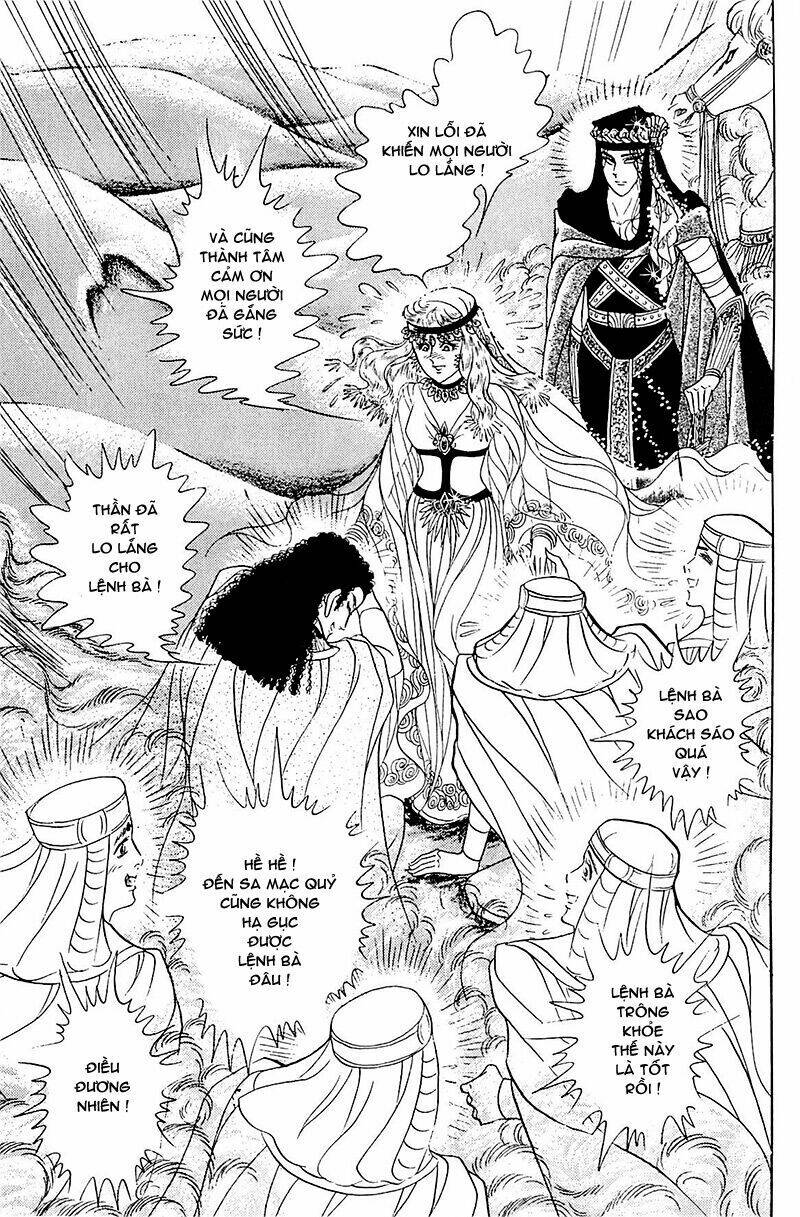 XIN LỖI ĐÃ
KHIẾN MỌI NGƯỜI
LO LẮNG !
VÀ CŨNG
THÀNH TÂM
CẢM ƠN
MỌI NGƯỜI
ĐÃ GẮNG
SỨC !
THẦN ĐÃ
RẤT
LO LẮNG
CHO
LỆNH BÀ !
LỆNH BÀ
SAO
KHÁCH SÁO
QUÁ
VẬY !
HỀ HỀ !
ĐẾN SA MẠC QUỶ
CŨNG KHÔNG
HẠ GỤC
ĐƯỢC
LỆNH BÀ
ĐÂU !
LỆNH BÀ
TRÔNG
KHỎE
THẾ NÀY
LÀ TỐT
RỒI !
ĐIỀU
ĐƯƠNG
NHIÊN !